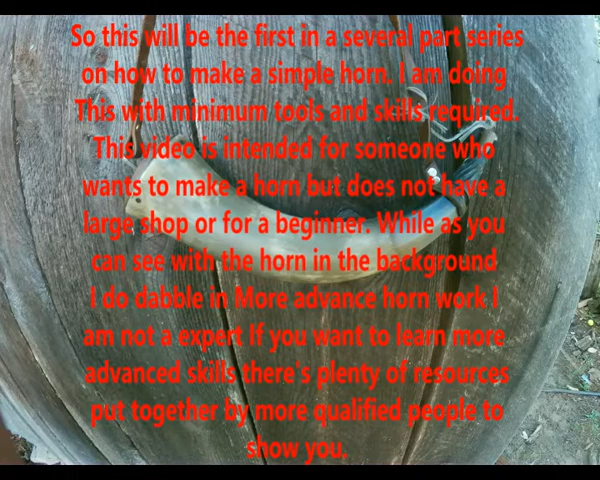 So this will be the first in a several part series
on how to make a simple horn. I am doing
This with minimum tools and skills required.
This video is intended for someone who
wants to make a horn but does not have a
large shop or for a beginner. While as you
can see with the horn in the background
I do dabble in More advance horn work I
am not a expert If you want to learn more
advanced skills there's plenty of resources
put together by more qualified people to
show you.